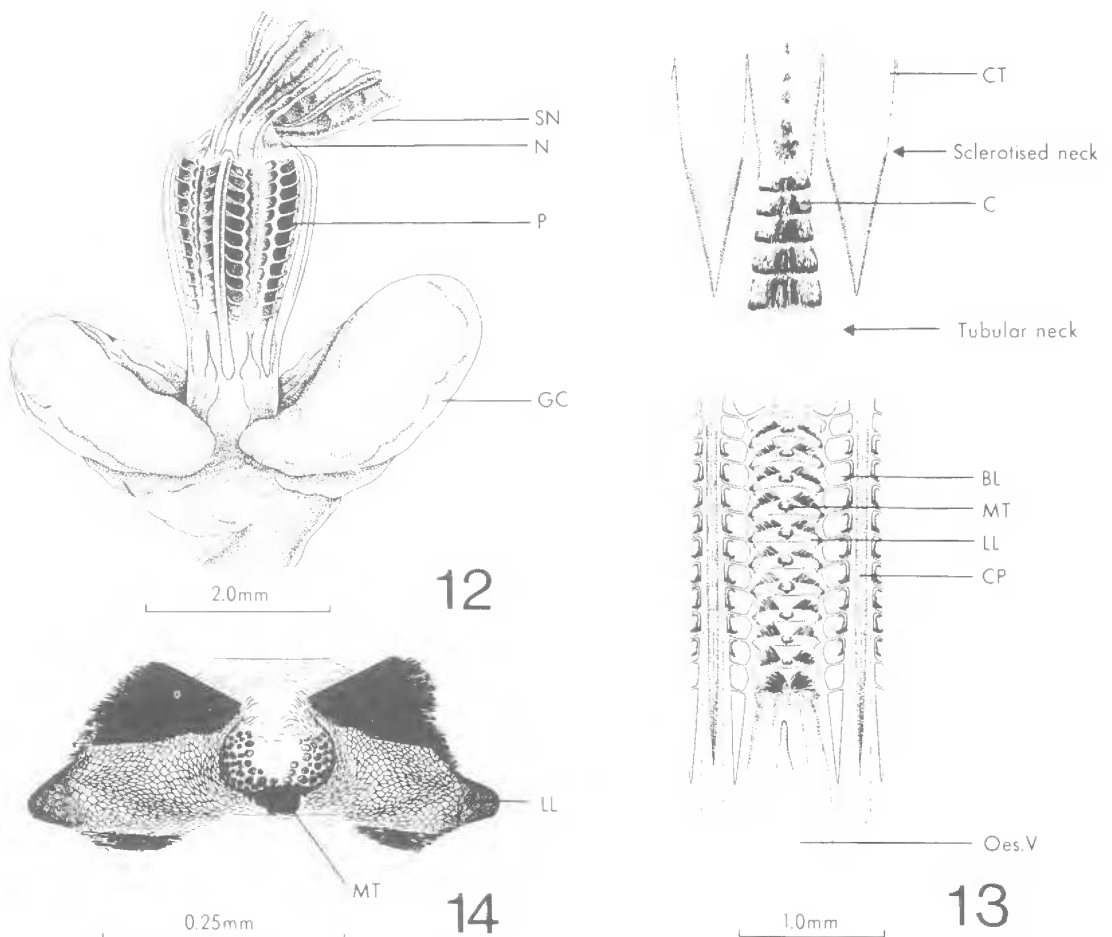 SN
N
P
GC
2.0mm
12
CT
Sclerotised neck
C
Tubular neck
BL
MT
LL
CP
Oes.V
1.0mm
13
LL
MT
0.25mm
14